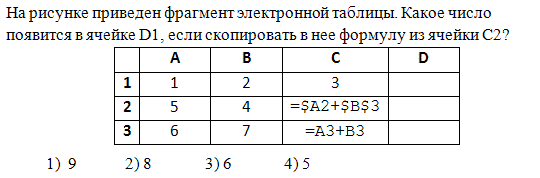 На рисунке приведен фрагмент электронной таблицы. Какое число
появится в ячейке D1, если скопировать в нее формулу из ячейки C2?
A B C D
1 1 2 3
2 5 4 =$A2+$B$3
3 6 7 =A3+B3
1) 9 2) 8 3) 6 4) 5